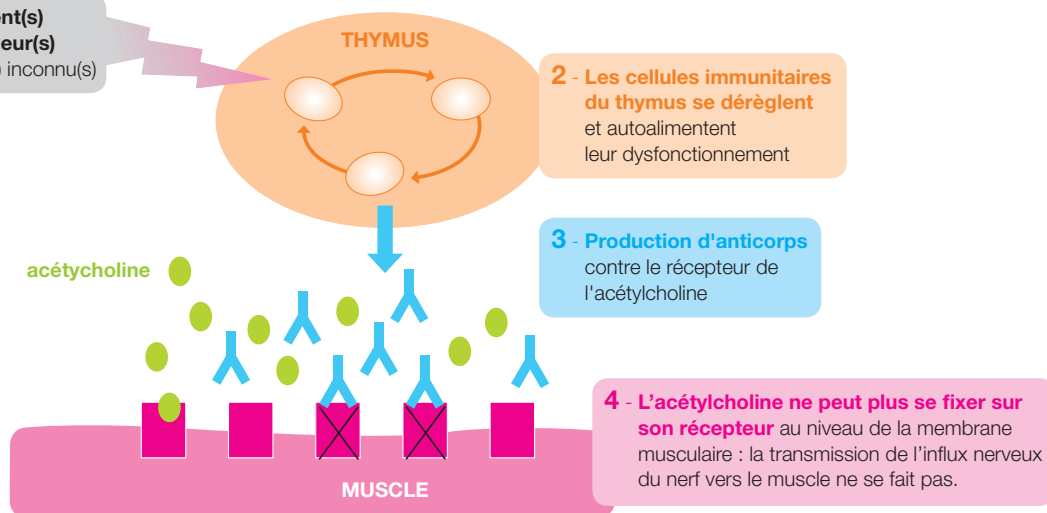 inconnu(s)
THYMUS
2 - Les cellules immunitaires
du thymus se dérèglent
et autoalimentent
leur dysfonctionnement
3 - Production d'anticorps
contre le récepteur de
l'acétylcholine
acétycholine
4 - L'acétylcholine ne peut plus se fixer sur
son récepteur au niveau de la membrane
musculaire : la transmission de l'influx nerveux
du nerf vers le muscle ne se fait pas.
MUSCLE